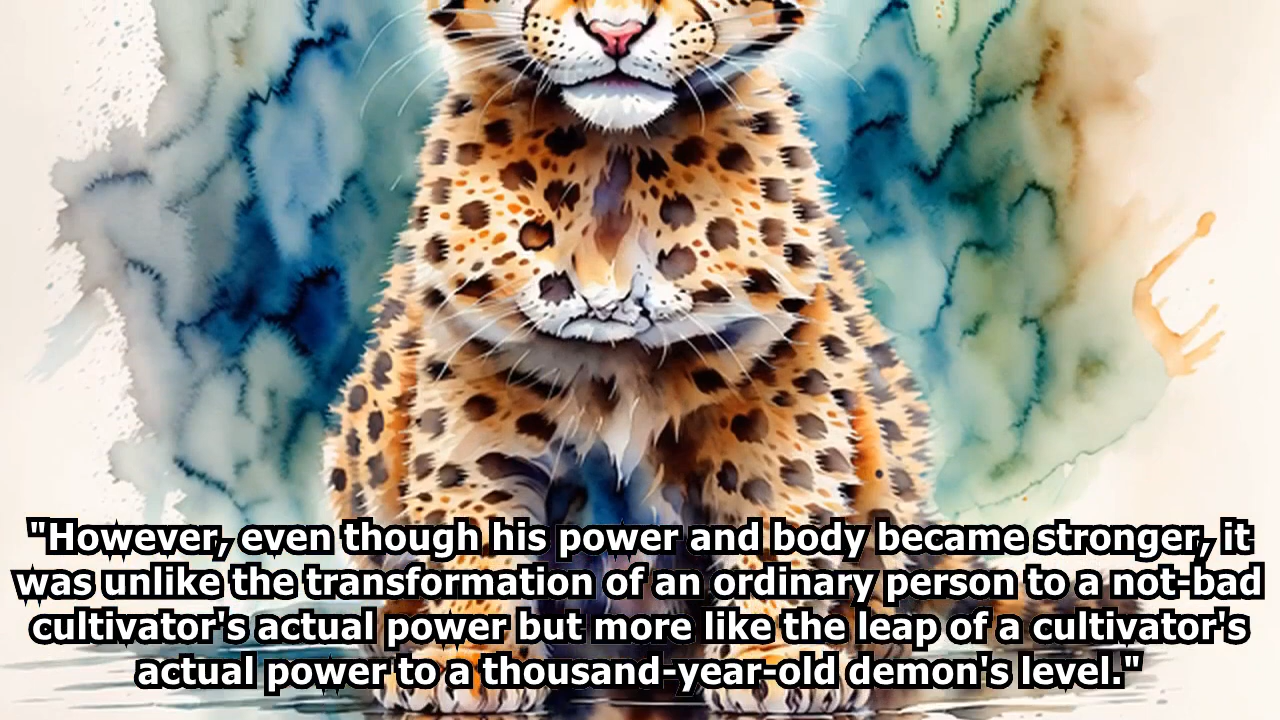 "However, even though his power and body became stronger, it
was unlike the transformation of an ordinary person to a not-bad
cultivator's actual power but more like the leap of a cultivator's
actual power to a thousand-year-old demon's level."